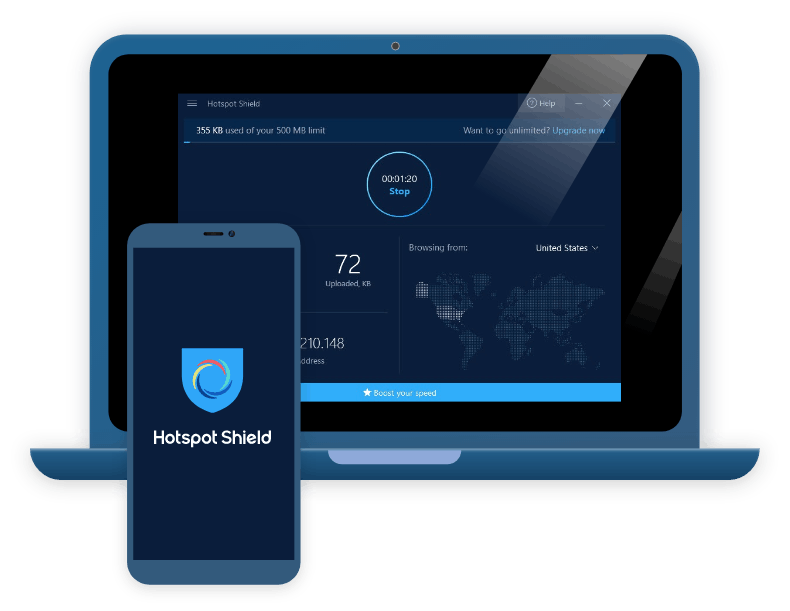 Hotspot Shield
? Help
355 KB used of your 500 MB limit
Want to go unlimited? Upgrade now
00:01:20
Stop
72
Uploaded, KB
Browsing from:
United States
210.148
ddress
Boost your speed
Hotspot Shield